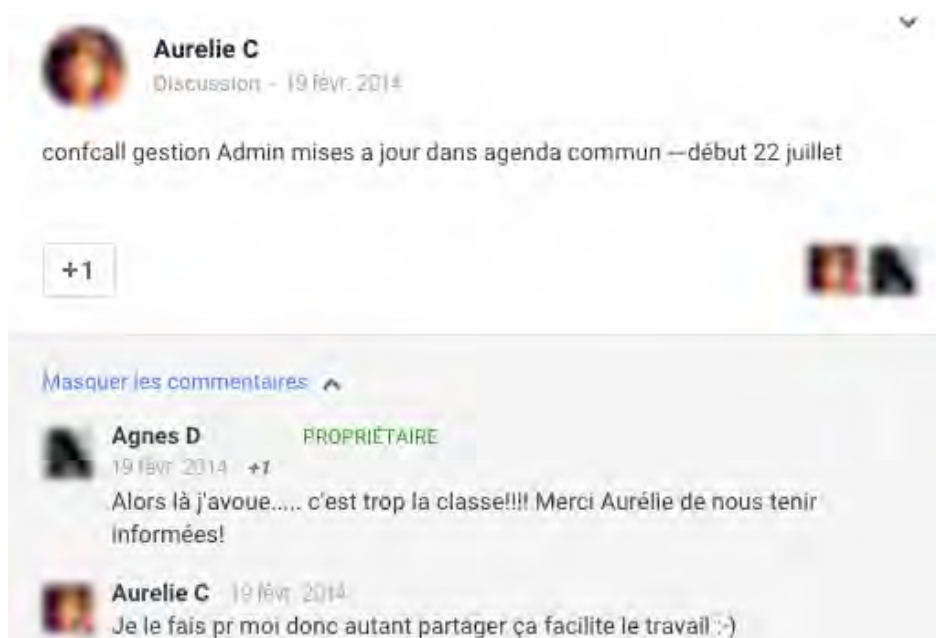 Aurelie C
Discussion - 19 févr. 2014
confcall gestion Admin mises a jour dans agenda commun —début 22 juillet
+1
Masquer les commentaires
Agnes D PROPRIÉTAIRE
19 févr. 2014 +1
Alors là j'avoue..... c'est trop la classe!!!! Merci Aurélie de nous tenir
informées!
Aurelie C 19 févr. 2014
Je le fais pr moi donc autant partager ça facilite le travail :-)